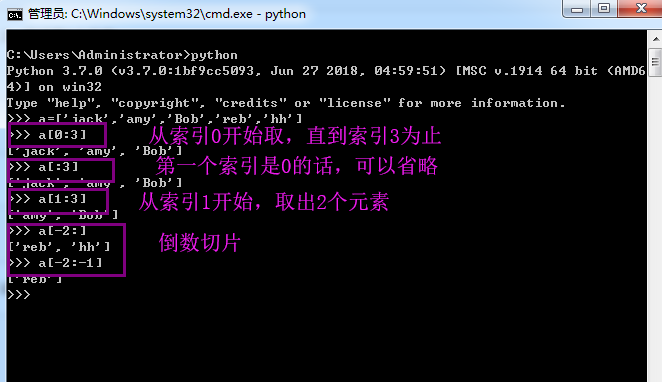 管理员: C:\Windows\system32\cmd.exe - python
C:\Users\Administrator>python
Python 3.7.0 (v3.7.0:1bf9cc5093, Jun 27 2018, 04:59:51) [MSC v.1914 64 bit (AMD6
4)] on win32
Type "help", "copyright", "credits" or "license" for more information.
>>> a=['jack','amy','Bob','reb','hh']
>>> a[0:3] 从索引0开始取，直到索引3为止
['jack', 'amy', 'Bob']
>>> a[:3] 第一个索引是0的话，可以省略
['jack', 'amy', 'Bob']
>>> a[1:3] 从索引1开始，取出2个元素
['amy', 'Bob']
>>> a[-2:]
['reb', 'hh'] 倒数切片
>>> a[-2:-1]
['reb']
>>>